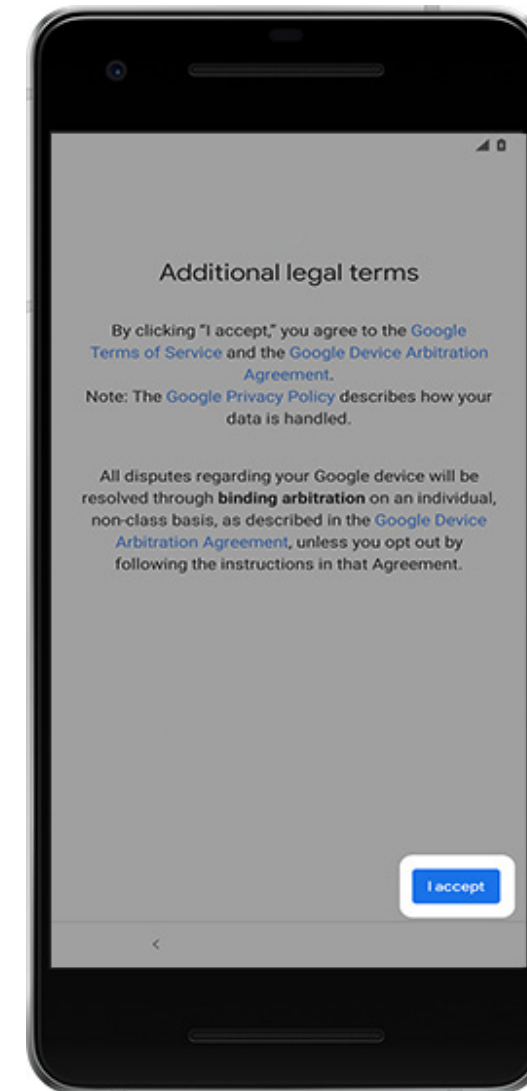 Additional legal terms
By clicking "I accept," you agree to the Google
Terms of Service and the Google Device Arbitration
Agreement.
Note: The Google Privacy Policy describes how your
data is handled.
All disputes regarding your Google device will be
resolved through binding arbitration on an individual,
non-class basis, as described in the Google Device
Arbitration Agreement, unless you opt out by
following the instructions in that Agreement.
I accept